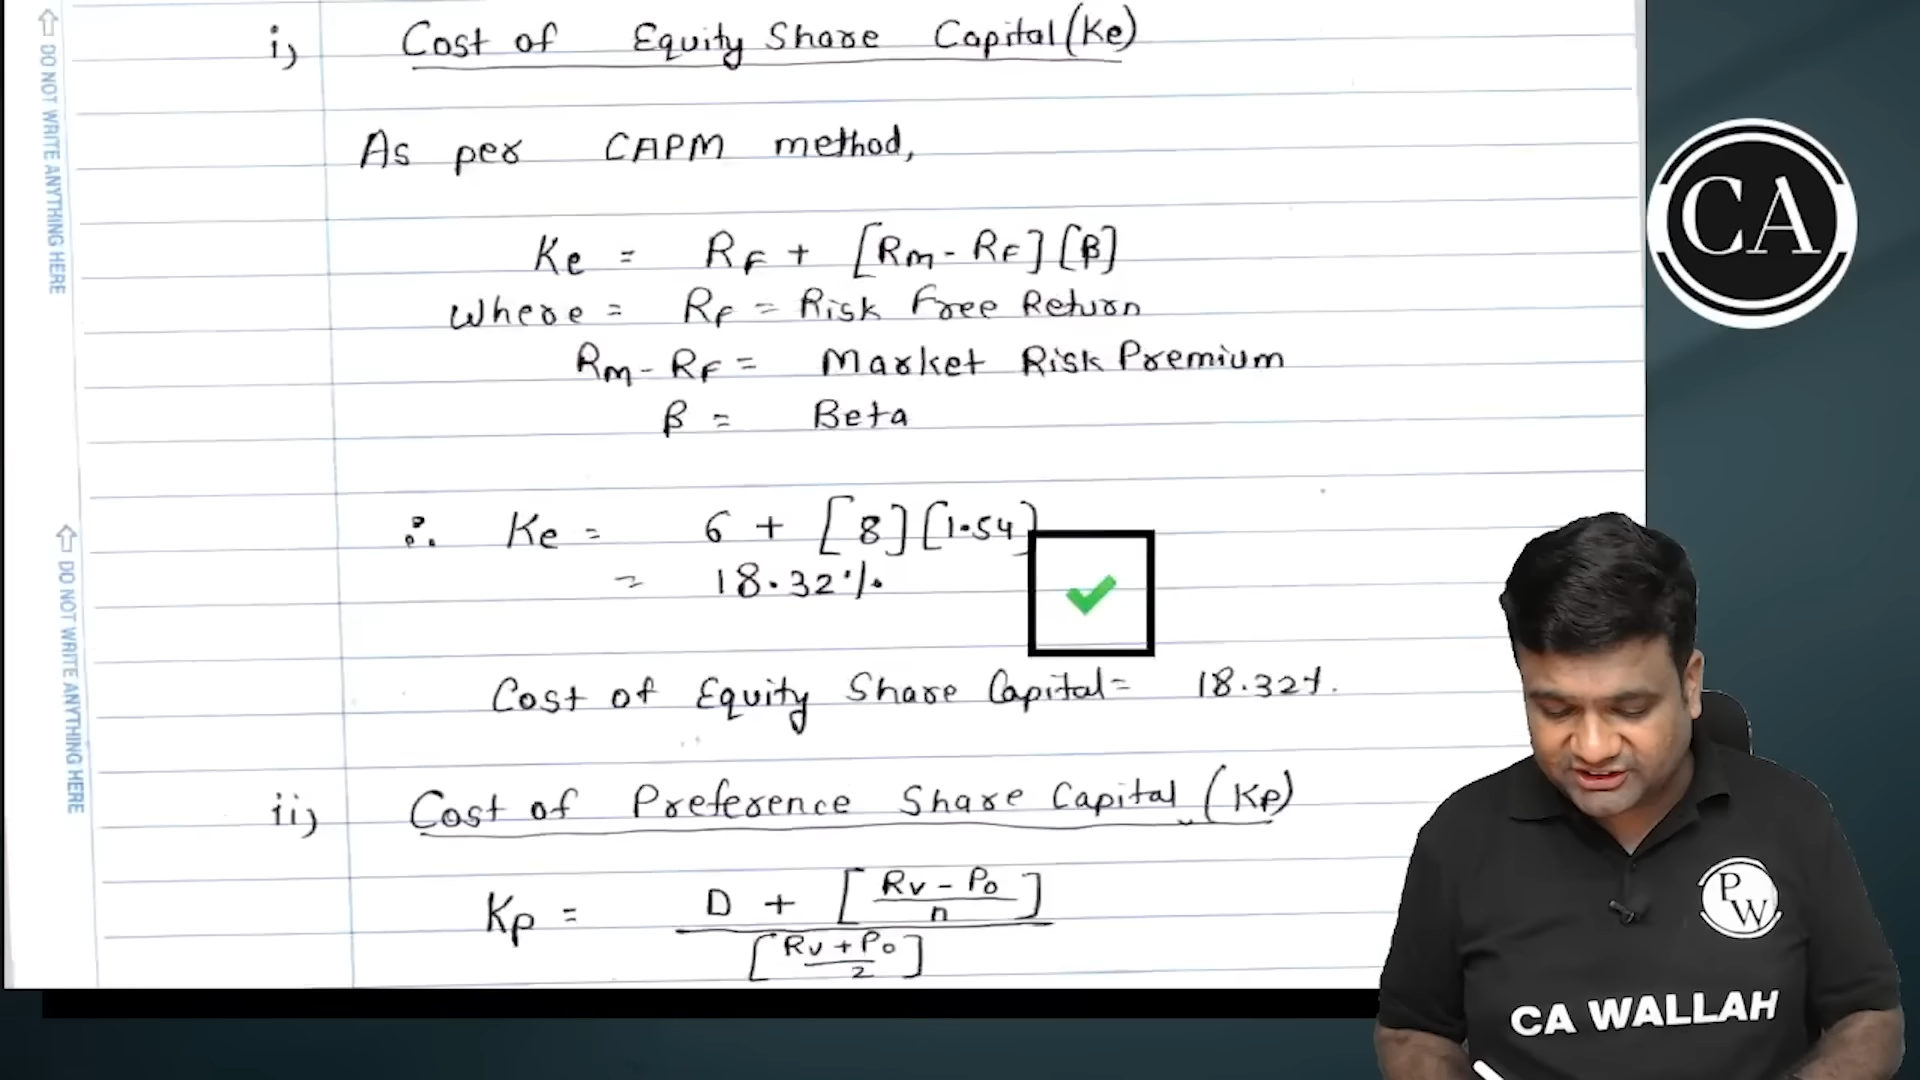 DO NOT WRITE ANYTHING HERE
DO NOT WRITE ANYTHING HERE
i) Cost of Equity Share Capital (Ke)
As per CAPM method,
Ke = RF + [Rm - RF] [β]
Where = RF = Risk Free Return
Rm - RF = Market Risk Premium
β = Beta
∴ Ke = 6 + [8] [1.54]
= 18.32%
Cost of Equity Share Capital = 18.32%.
ii) Cost of Preference Share Capital (Kp)
Kp = D + [Rv - P0 / n]
[Rv + P0 / 2]
CA
PW
CA WALLAH